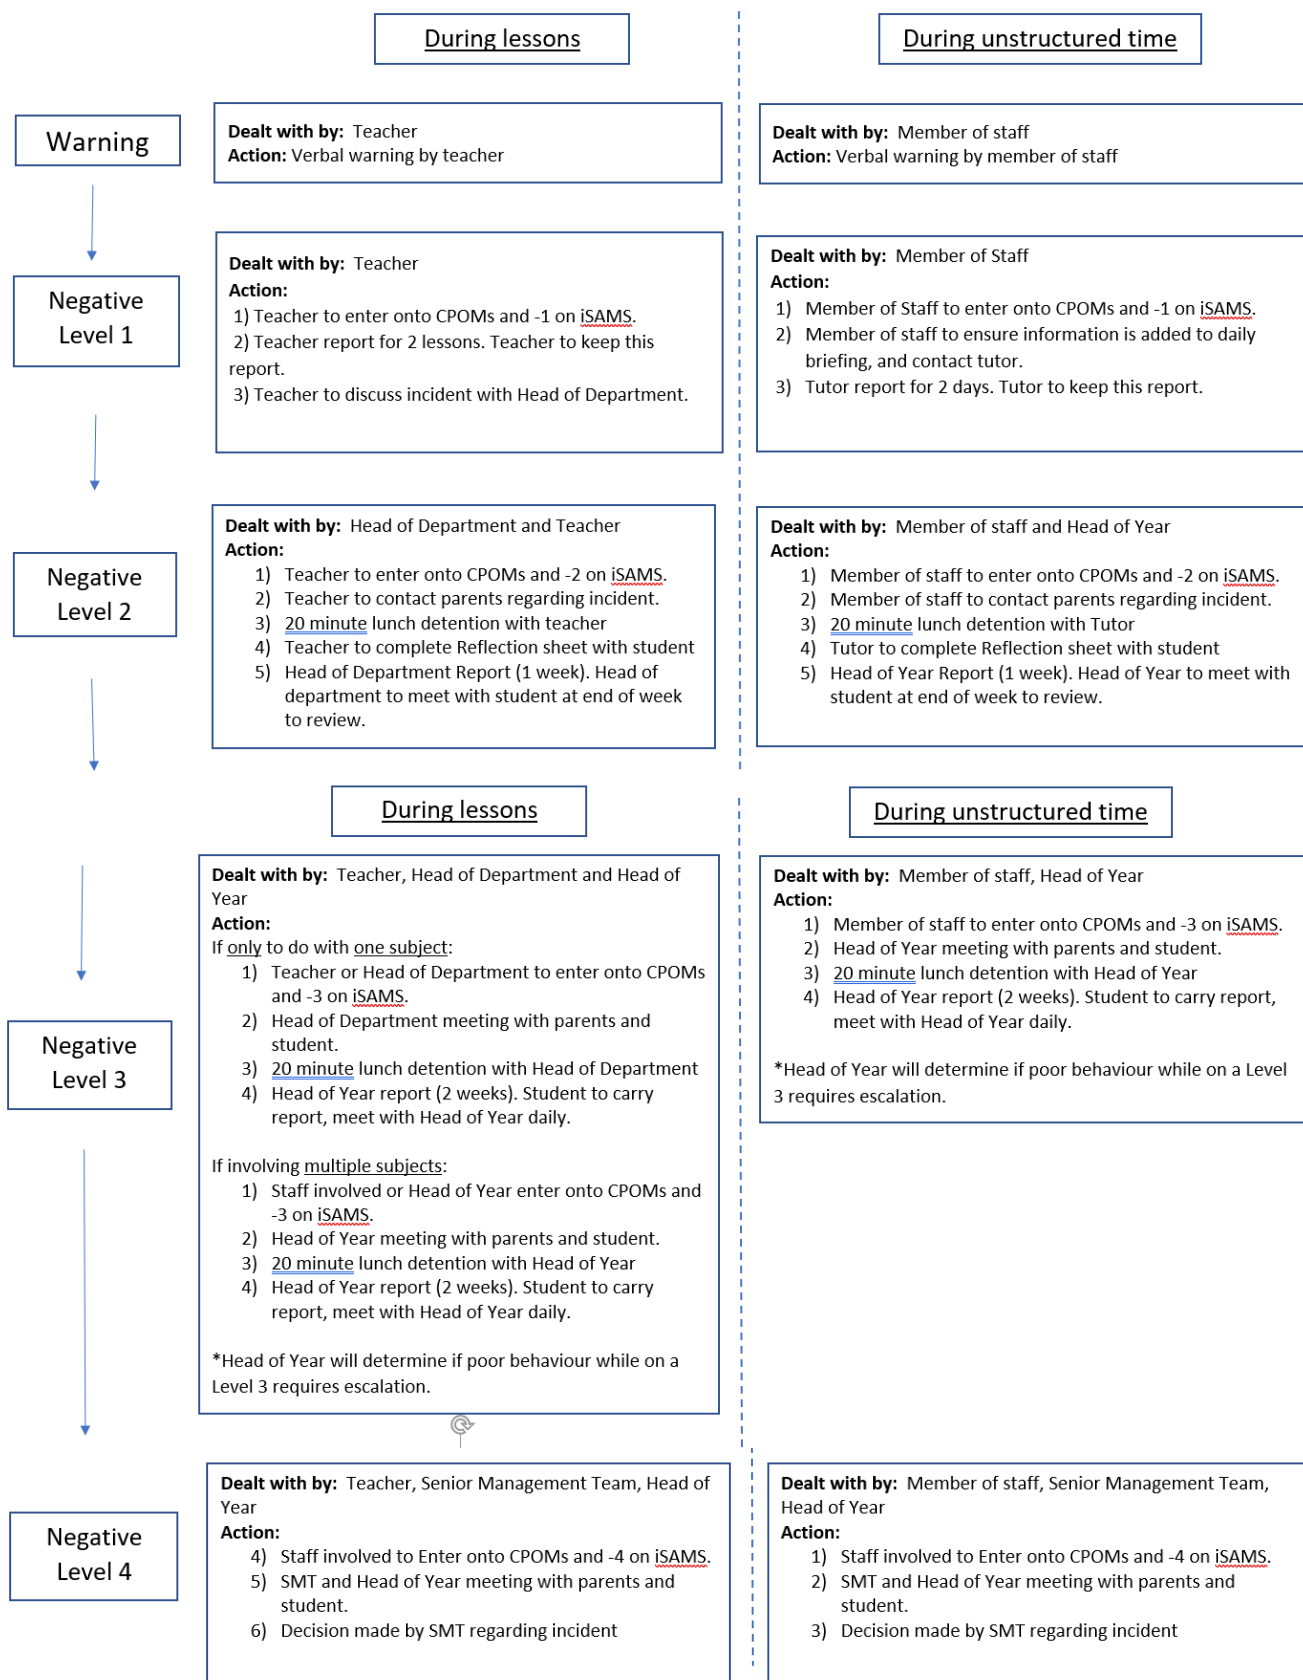 During lessons
During unstructured time
Warning
Dealt with by: Teacher
Action: Verbal warning by teacher
Dealt with by: Member of staff
Action: Verbal warning by member of staff
Negative
Level 1
Dealt with by: Teacher
Action:
1) Teacher to enter onto CPOMs and -1 on iSAMS.
2) Teacher report for 2 lessons. Teacher to keep this
report.
3) Teacher to discuss incident with Head of Department.
Dealt with by: Member of Staff
Action:
1) Member of Staff to enter onto CPOMs and -1 on iSAMS.
2) Member of staff to ensure information is added to daily
briefing, and contact tutor.
3) Tutor report for 2 days. Tutor to keep this report.
Negative
Level 2
Dealt with by: Head of Department and Teacher
Action:
1) Teacher to enter onto CPOMs and -2 on iSAMS.
2) Teacher to contact parents regarding incident.
3) 20 minute lunch detention with teacher
4) Teacher to complete Reflection sheet with student
5) Head of Department Report (1 week). Head of
department to meet with student at end of week
to review.
Dealt with by: Member of staff and Head of Year
Action:
1) Member of staff to enter onto CPOMs and -2 on iSAMS.
2) Member of staff to contact parents regarding incident.
3) 20 minute lunch detention with Tutor
4) Tutor to complete Reflection sheet with student
5) Head of Year Report (1 week). Head of Year to meet with
student at end of week to review.
During lessons
During unstructured time
Negative
Level 3
Dealt with by: Teacher, Head of Department and Head of
Year
Action:
If only to do with one subject:
1) Teacher or Head of Department to enter onto CPOMs
and -3 on iSAMS.
2) Head of Department meeting with parents and
student.
3) 20 minute lunch detention with Head of Department
4) Head of Year report (2 weeks). Student to carry
report, meet with Head of Year daily.
If involving multiple subjects:
1) Staff involved or Head of Year enter onto CPOMs and
-3 on iSAMS.
2) Head of Year meeting with parents and student.
3) 20 minute lunch detention with Head of Year
4) Head of Year report (2 weeks). Student to carry
report, meet with Head of Year daily.
*Head of Year will determine if poor behaviour while on a
Level 3 requires escalation.
Dealt with by: Member of staff, Head of Year
Action:
1) Member of staff to enter onto CPOMs and -3 on iSAMS.
2) Head of Year meeting with parents and student.
3) 20 minute lunch detention with Head of Year
4) Head of Year report (2 weeks). Student to carry report,
meet with Head of Year daily.
*Head of Year will determine if poor behaviour while on a Level
3 requires escalation.
Negative
Level 4
Dealt with by: Teacher, Senior Management Team, Head of
Year
Action:
4) Staff involved to Enter onto CPOMs and -4 on iSAMS.
5) SMT and Head of Year meeting with parents and
student.
6) Decision made by SMT regarding incident
Dealt with by: Member of staff, Senior Management Team,
Head of Year
Action:
1) Staff involved to Enter onto CPOMs and -4 on iSAMS.
2) SMT and Head of Year meeting with parents and
student.
3) Decision made by SMT regarding incident